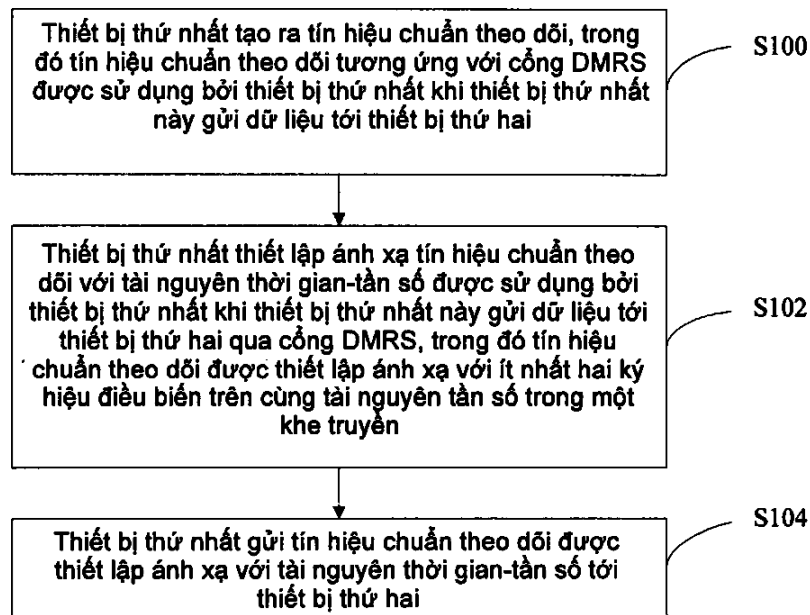 Thiết bị thứ nhất tạo ra tín hiệu chuẩn theo dõi, trong
đó tín hiệu chuẩn theo dõi tương ứng với cổng DMRS
được sử dụng bởi thiết bị thứ nhất khi thiết bị thứ nhất
này gửi dữ liệu tới thiết bị thứ hai
S100
Thiết bị thứ nhất thiết lập ánh xạ tín hiệu chuẩn theo
dõi với tài nguyên thời gian-tần số được sử dụng bởi
thiết bị thứ nhất khi thiết bị thứ nhất này gửi dữ liệu tới
thiết bị thứ hai qua cổng DMRS, trong đó tín hiệu
chuẩn theo dõi được thiết lập ánh xạ với ít nhất hai ký
hiệu điều biến trên cùng tài nguyên tần số trong một
khe truyền
S102
Thiết bị thứ nhất gửi tín hiệu chuẩn theo dõi được
thiết lập ánh xạ với tài nguyên thời gian-tần số tới
thiết bị thứ hai
S104